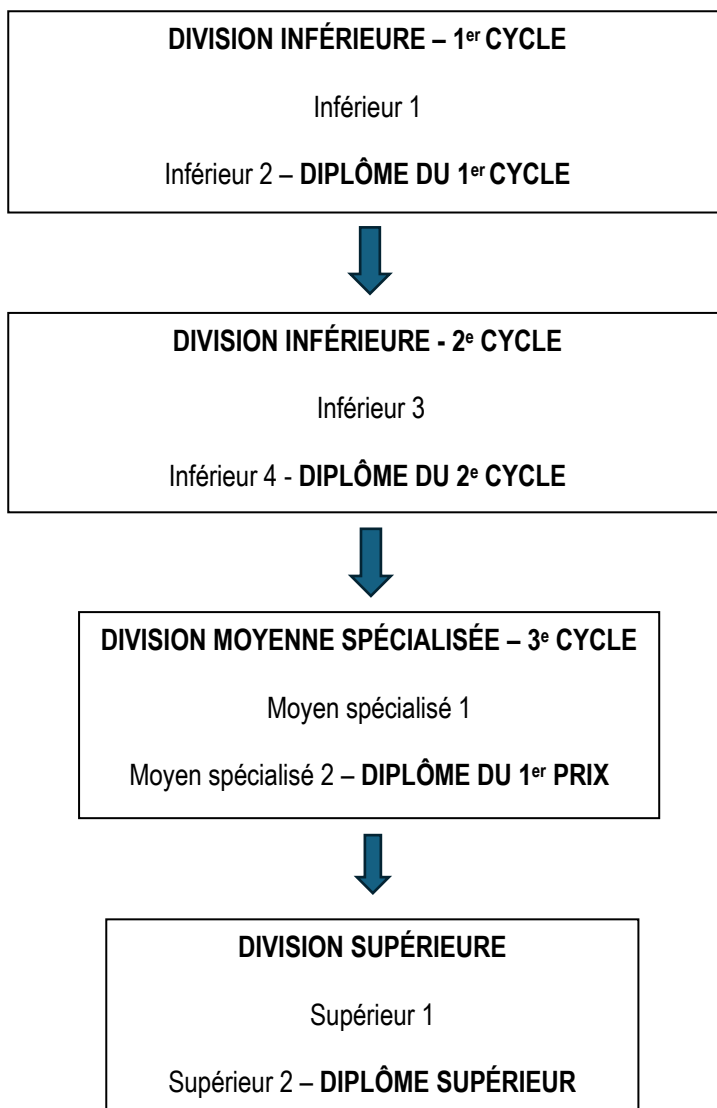 DIVISION INFÉRIEURE – 1er CYCLE
Inférieur 1
Inférieur 2 – DIPLÔME DU 1er CYCLE
DIVISION INFÉRIEURE - 2e CYCLE
Inférieur 3
Inférieur 4 - DIPLÔME DU 2e CYCLE
DIVISION MOYENNE SPÉCIALISÉE – 3e CYCLE
Moyen spécialisé 1
Moyen spécialisé 2 – DIPLÔME DU 1er PRIX
DIVISION SUPÉRIEURE
Supérieur 1
Supérieur 2 – DIPLÔME SUPÉRIEUR